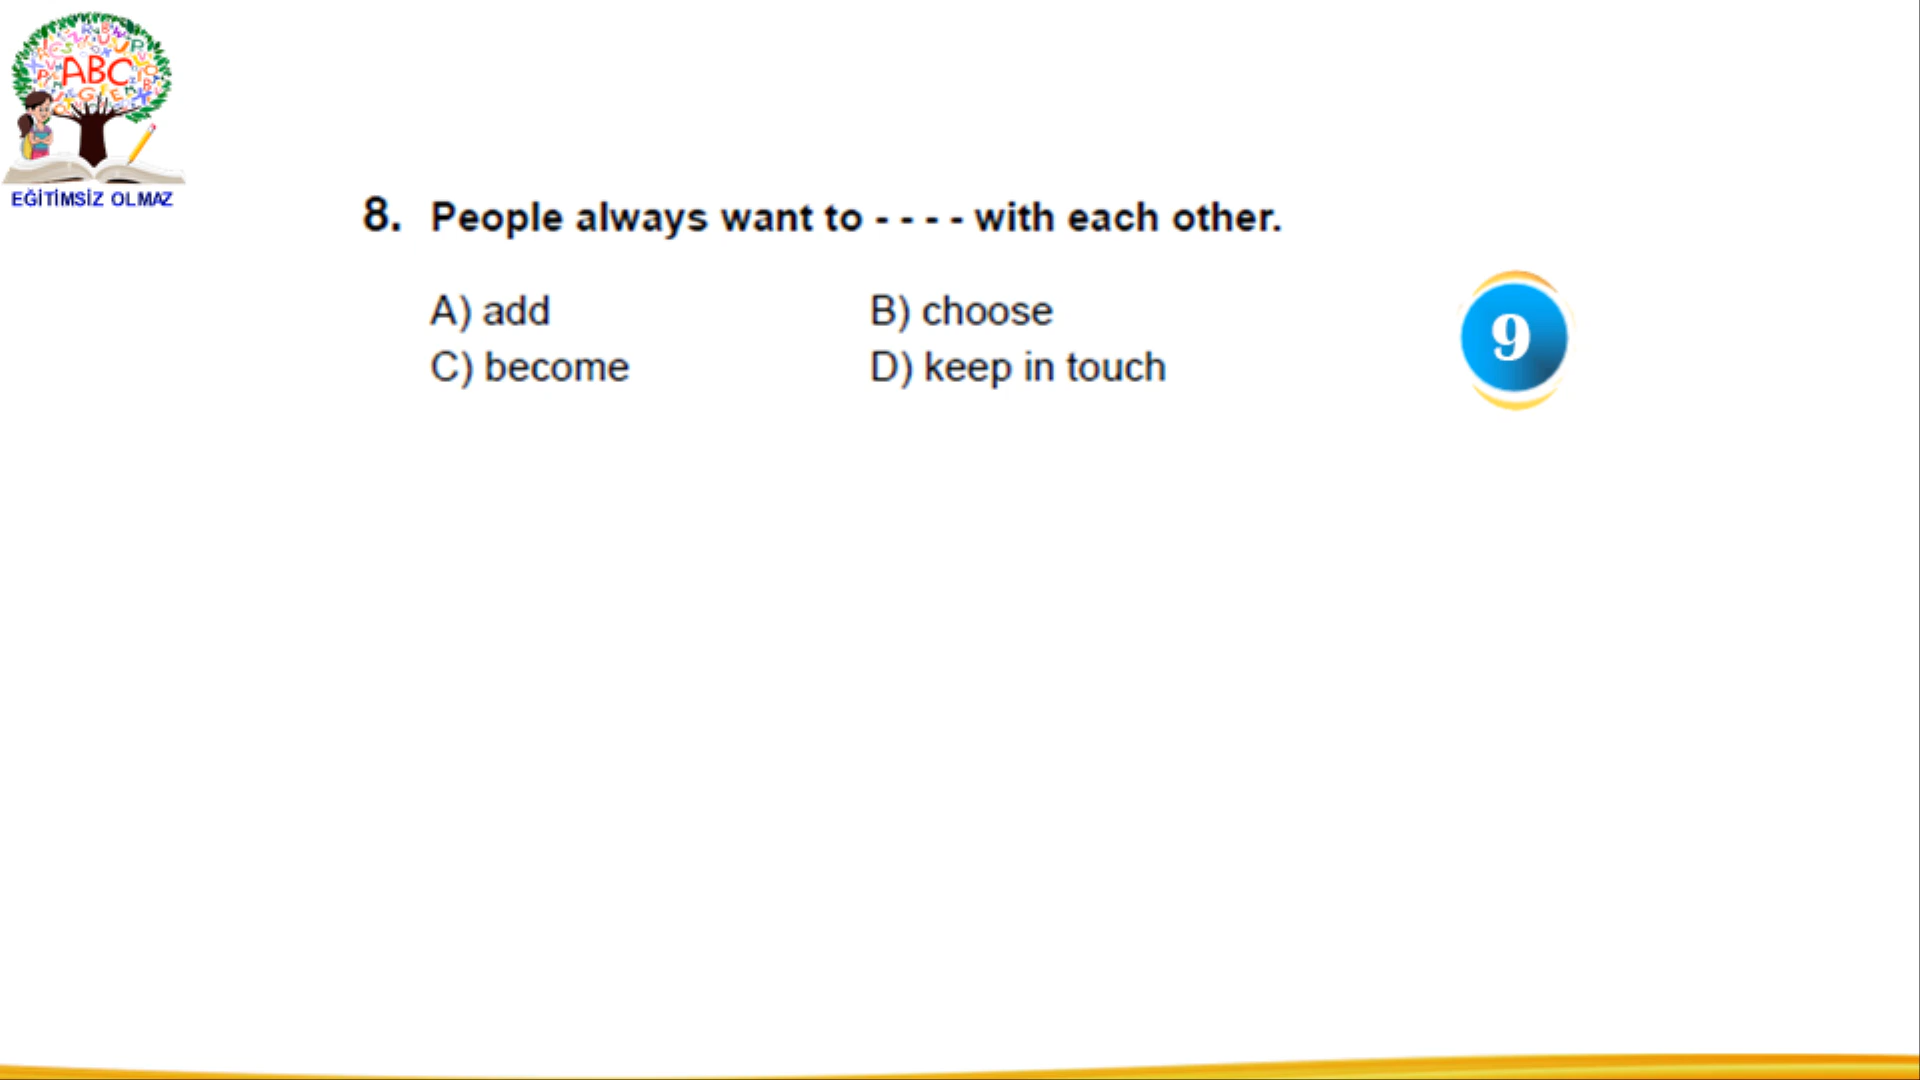 ABC
EĞİTİMSİZ OLMAZ
8. People always want to - - - - with each other.
A) add B) choose
C) become D) keep in touch
9